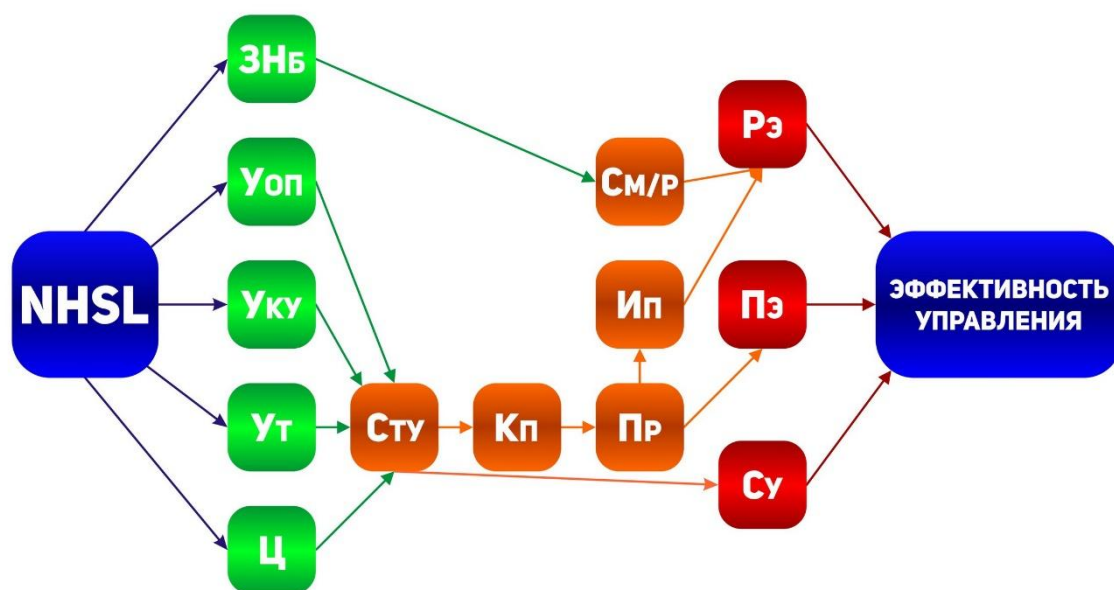 ЗНб
Рэ
Уоп
См/р
NHSL
Уку
Ип
Пэ
ЭФФЕКТИВНОСТЬ
УПРАВЛЕНИЯ
Ут
Сту
Кп
Пр
Су
Ц